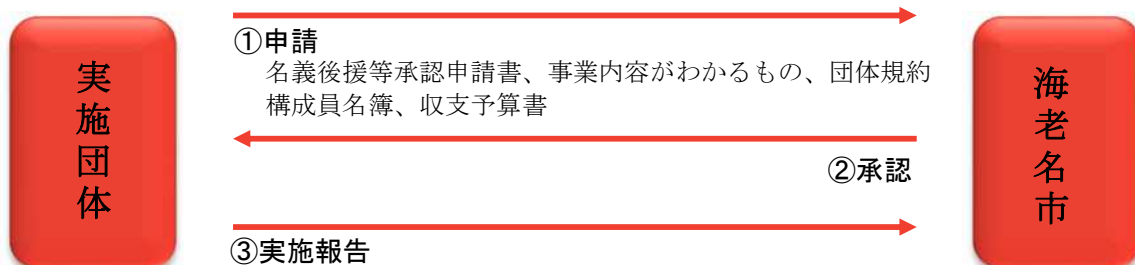 実施団体
①申請
名義後援等承認申請書、事業内容がわかるもの、団体規約
構成員名簿、収支予算書
②承認
③実施報告
海老名市